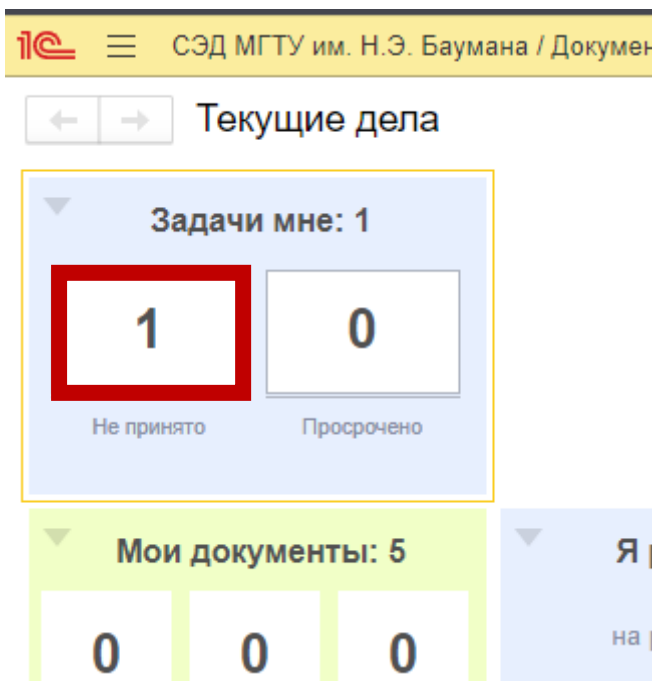 1С СЭД МГТУ им. Н.Э. Баумана /
Текущие дела
Задачи мне: 1
1 0
Не принято Просрочено
Мои документы: 5 Я
0 0 0 на